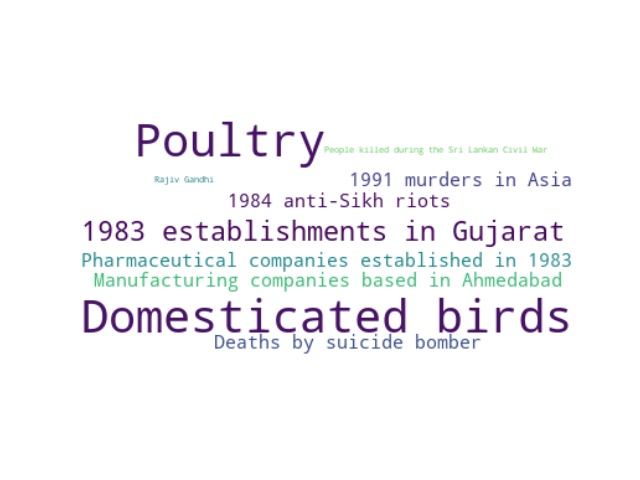 Poultry
People killed during the Sri Lankan Civil War
Rajiv Gandhi
1991 murders in Asia
1984 anti-Sikh riots
1983 establishments in Gujarat
Pharmaceutical companies established in 1983
Manufacturing companies based in Ahmedabad
Domesticated birds
Deaths by suicide bomber